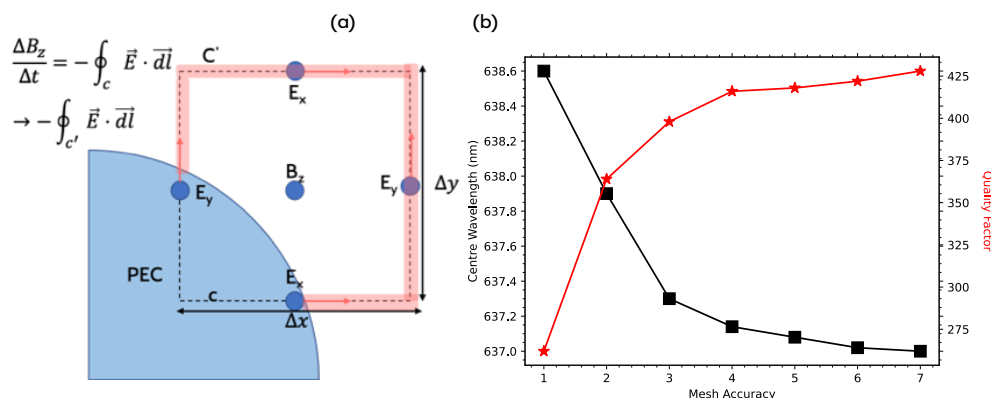 (a)
(b)
ΔB_z/Δt = −∮_c E⃗ · d⃗l
→ −∮_c′ E⃗ · d⃗l
C'
E_x
B_z
E_y
E_y
Δy
PEC
E_x
c
Δx
638.6
638.4
638.2
638.0
637.8
637.6
637.4
637.2
637.0
Centre Wavelength (nm)
1 2 3 4 5 6 7
Mesh Accuracy
425
400
375
350
325
300
275
Quality Factor